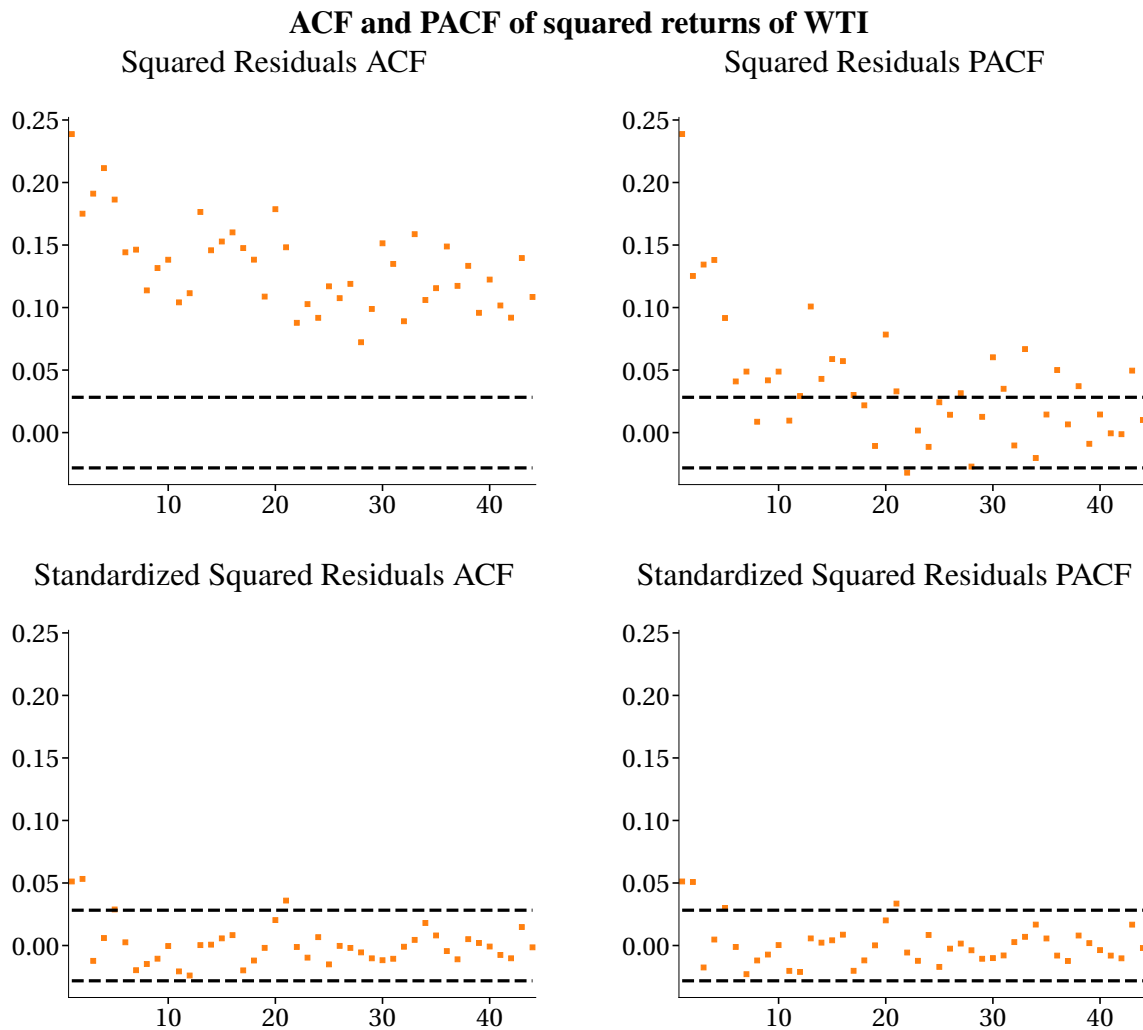 ACF and PACF of squared returns of WTI
Squared Residuals ACF
0.25
0.20
0.15
0.10
0.05
0.00
10 20 30 40
Squared Residuals PACF
0.25
0.20
0.15
0.10
0.05
0.00
10 20 30 40
Standardized Squared Residuals ACF
0.25
0.20
0.15
0.10
0.05
0.00
10 20 30 40
Standardized Squared Residuals PACF
0.25
0.20
0.15
0.10
0.05
0.00
10 20 30 40